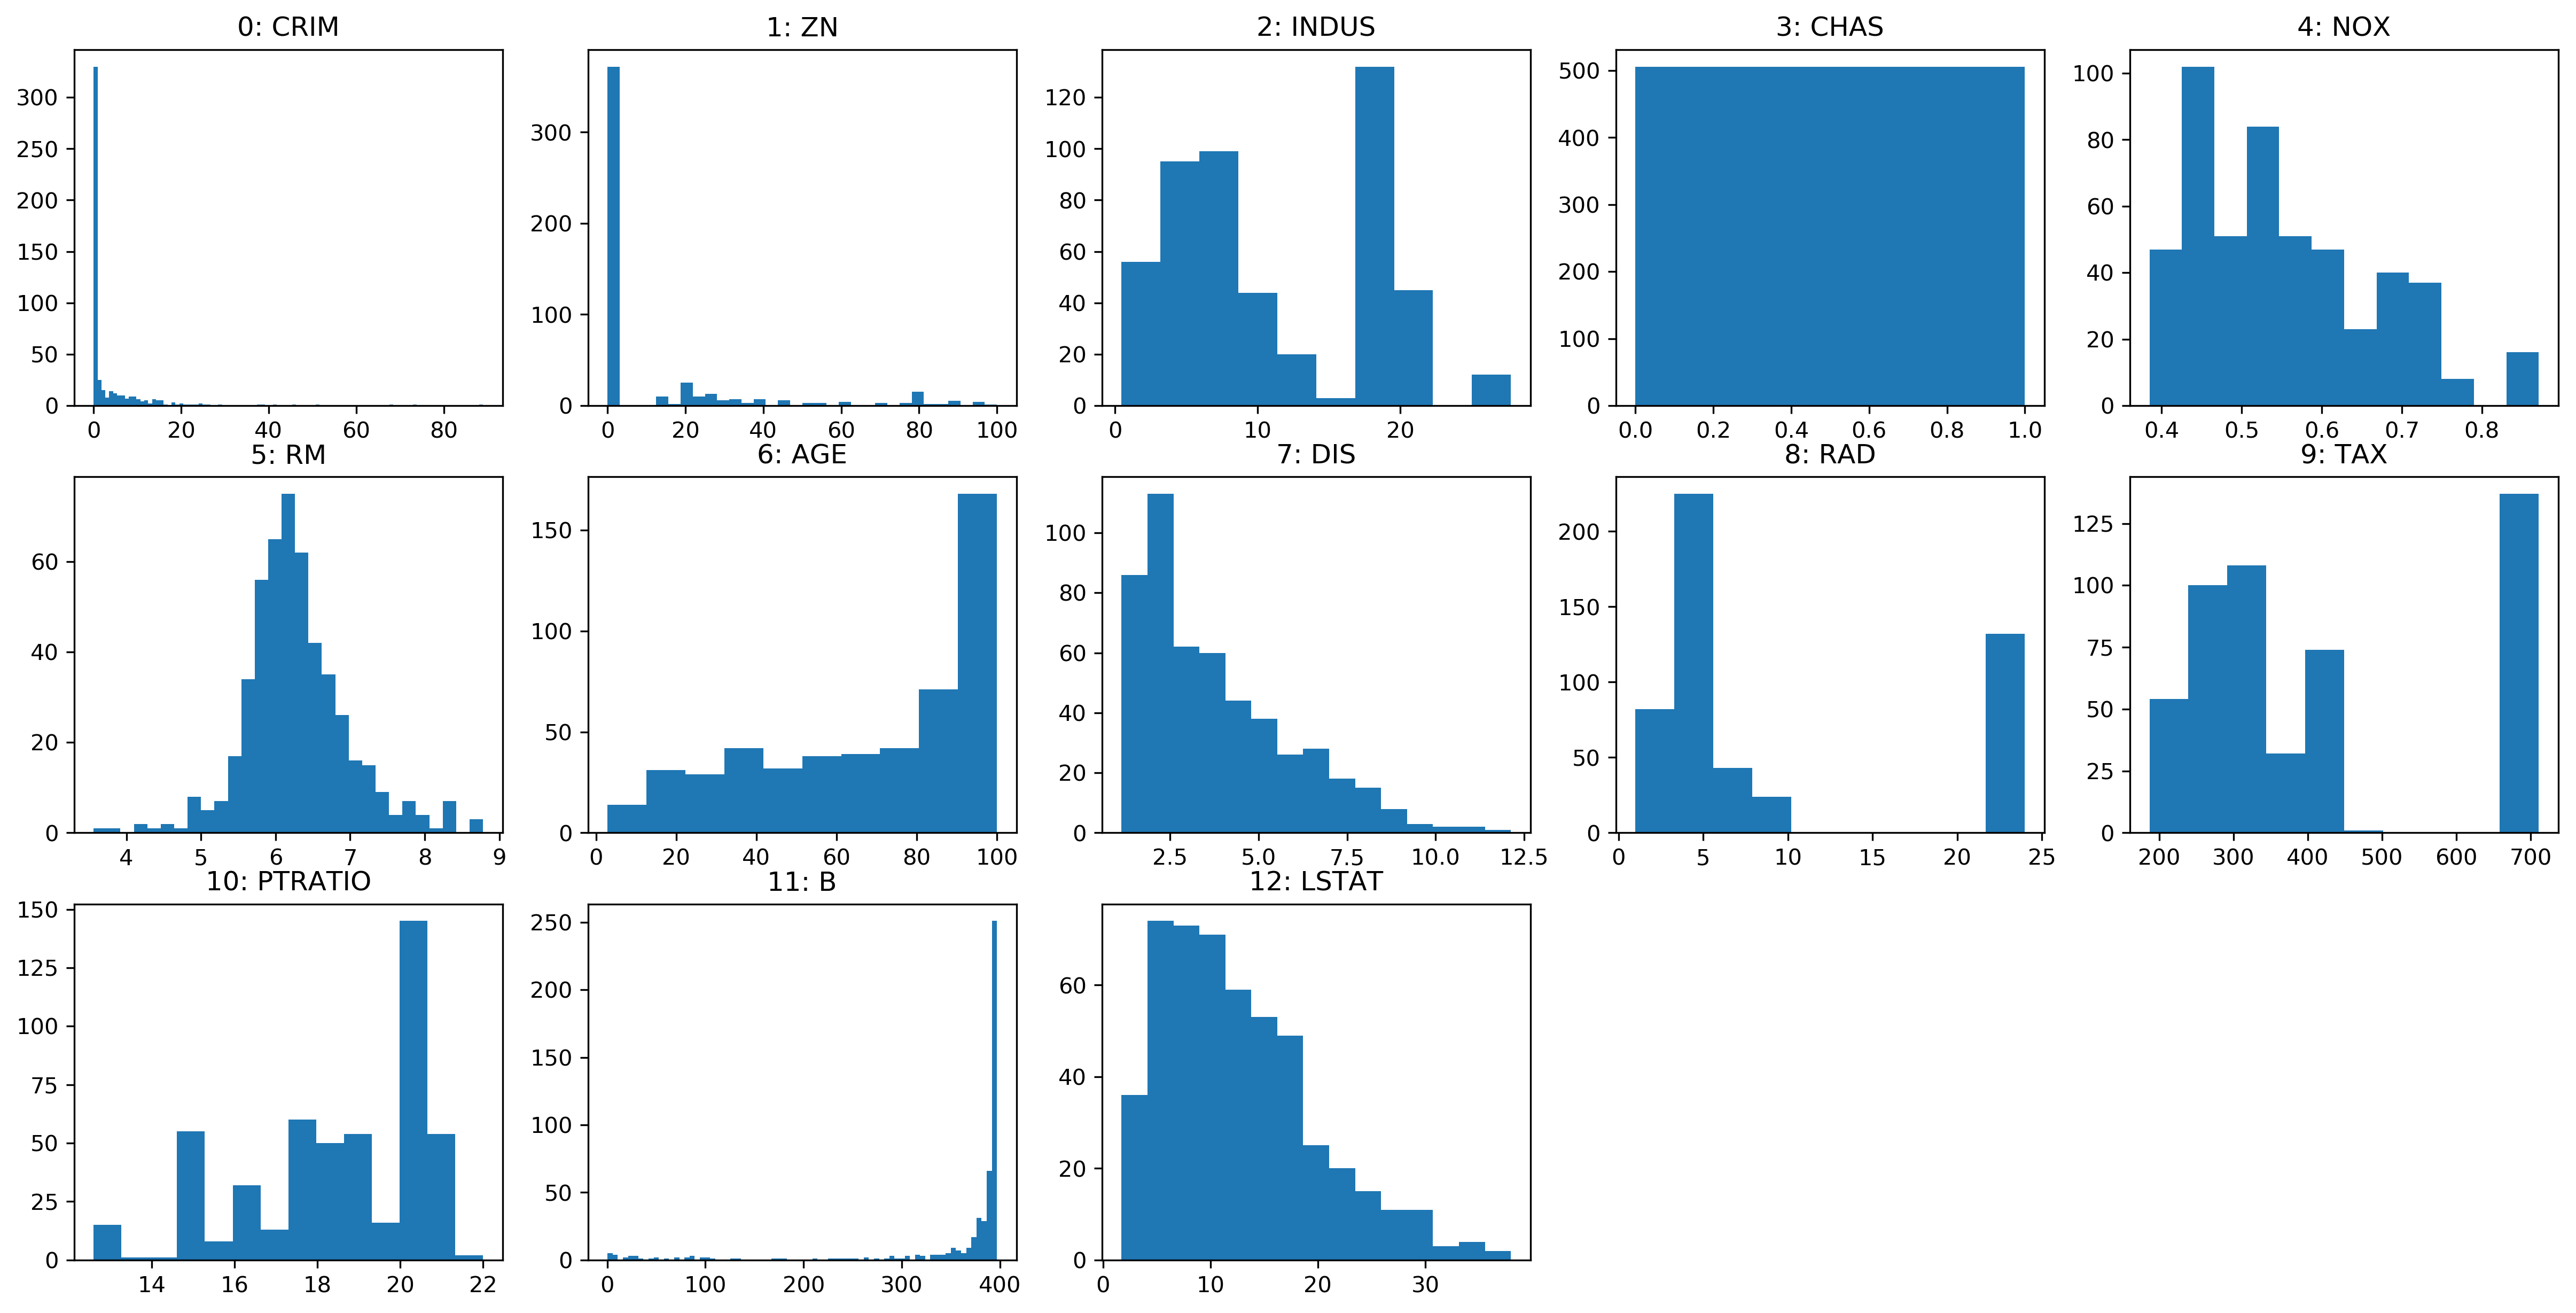 0: CRIM
300
250
200
150
100
50
0
0 20 40 60 80
1: ZN
300
200
100
0
0 20 40 60 80 100
2: INDUS
120
100
80
60
40
20
0
0 10 20
3: CHAS
500
400
300
200
100
0
0.0 0.2 0.4 0.6 0.8 1.0
4: NOX
100
80
60
40
20
0
0.4 0.5 0.6 0.7 0.8
5: RM
60
40
20
0
4 5 6 7 8 9
6: AGE
150
100
50
0
0 20 40 60 80 100
7: DIS
100
80
60
40
20
0
2.5 5.0 7.5 10.0 12.5
8: RAD
200
150
100
50
0
0 5 10 15 20 25
9: TAX
125
100
75
50
25
0
200 300 400 500 600 700
10: PTRATIO
150
125
100
75
50
25
0
14 16 18 20 22
11: B
250
200
150
100
50
0
0 100 200 300 400
12: LSTAT
60
40
20
0
0 10 20 30